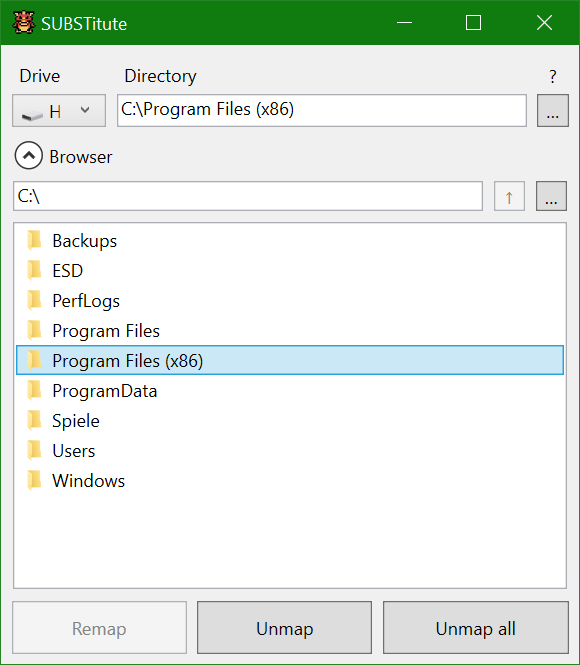 SUBSTitute
Drive Directory ?
H C:\Program Files (x86) ...
Browser
C:\ ↑ ...
Backups
ESD
PerfLogs
Program Files
Program Files (x86)
ProgramData
Spiele
Users
Windows
Remap Unmap Unmap all